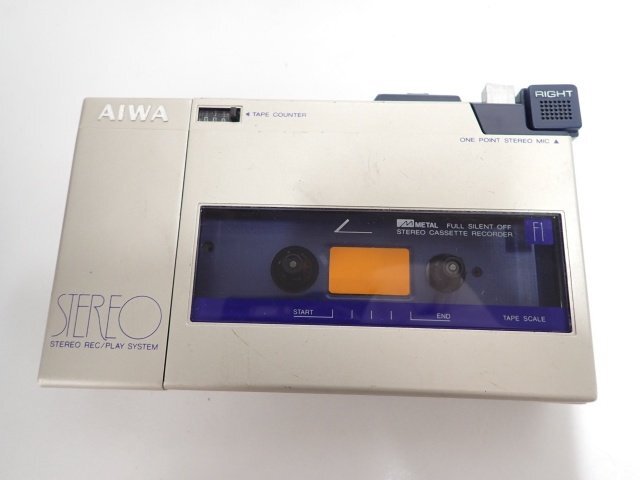 AIWA
◀ TAPE COUNTER
RIGHT
ONE POINT STEREO MIC ▲
METAL FULL SILENT OFF
STEREO CASSETTE RECORDER
F1
START
END
TAPE SCALE
STEREO
STEREO REC/PLAY SYSTEM